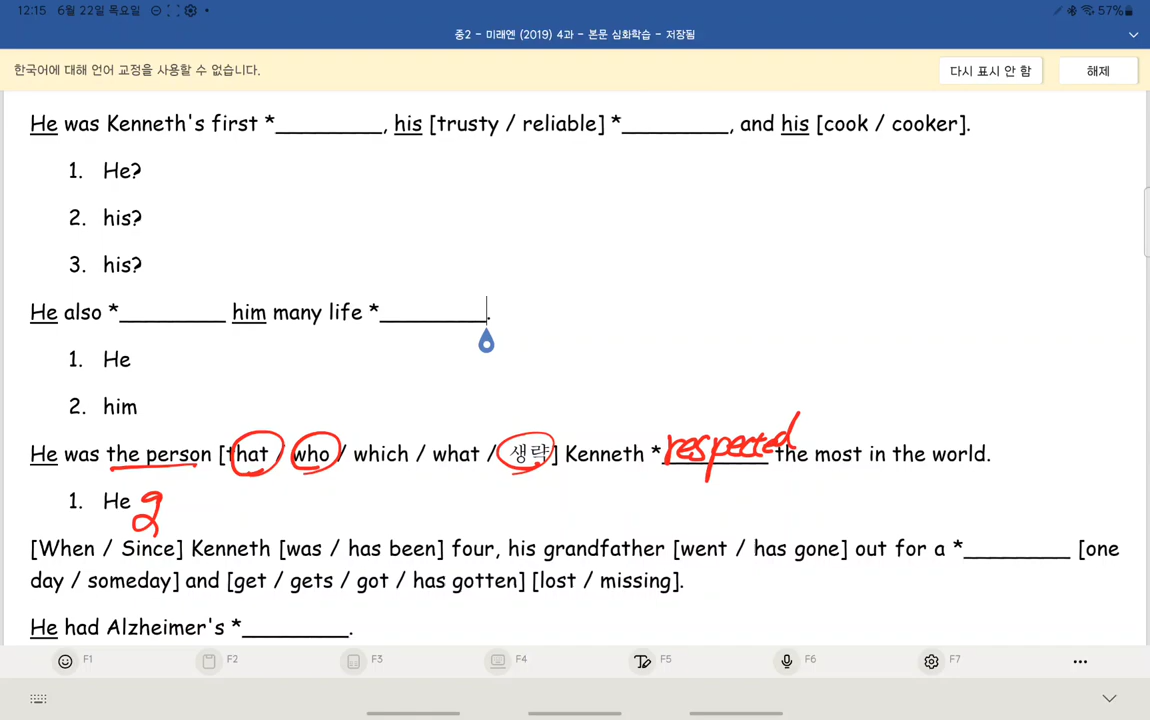 12:15 6월 22일 목요일 57%
중2 - 미래엔 (2019) 4과 - 본문 심화학습 - 저장됨
한국어에 대해 언어 교정을 사용할 수 없습니다. 다시 표시 안 함 해제
He was Kenneth's first *________, his [trusty / reliable] *________, and his [cook / cooker].
1. He?
2. his?
3. his?
He also *________ him many life *________.
1. He
2. him
He was the person [that / who / which / what / 생략] Kenneth *respected the most in the world.
1. He
[When / Since] Kenneth [was / has been] four, his grandfather [went / has gone] out for a *________ [one
day / someday] and [get / gets / got / has gotten] [lost / missing].
He had Alzheimer's *________.
F1 F2 F3 F4 F5 F6 F7